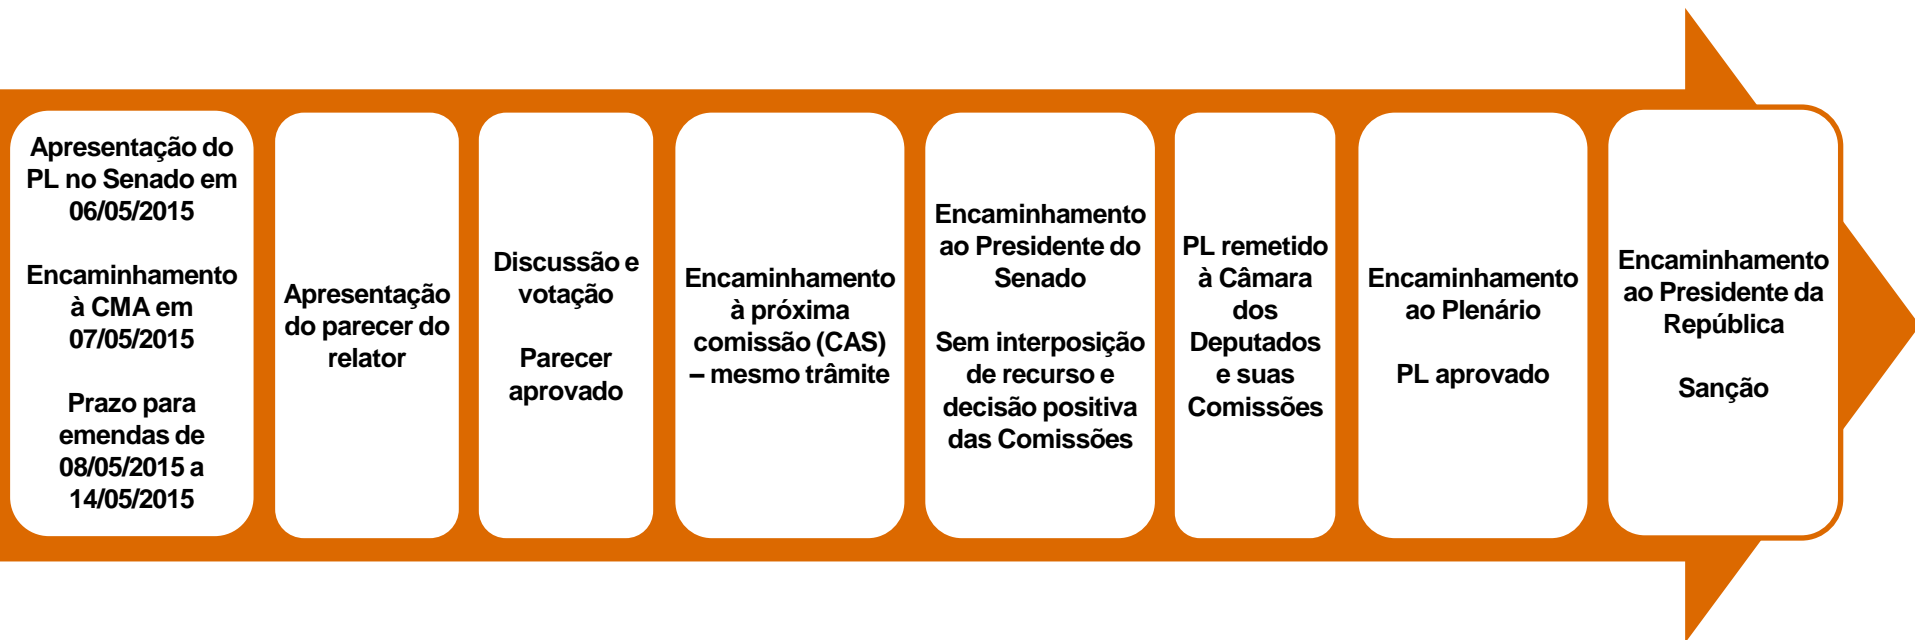 Apresentação do
PL no Senado em
06/05/2015
Encaminhamento
à CMA em
07/05/2015
Prazo para
emendas de
08/05/2015 a
14/05/2015
Apresentação
do parecer do
relator
Discussão e
votação
Parecer
aprovado
Encaminhamento
à próxima
comissão (CAS)
– mesmo trâmite
Encaminhamento
ao Presidente do
Senado
Sem interposição
de recurso e
decisão positiva
das Comissões
PL remetido
à Câmara
dos
Deputados
e suas
Comissões
Encaminhamento
ao Plenário
PL aprovado
Encaminhamento
ao Presidente da
República
Sanção